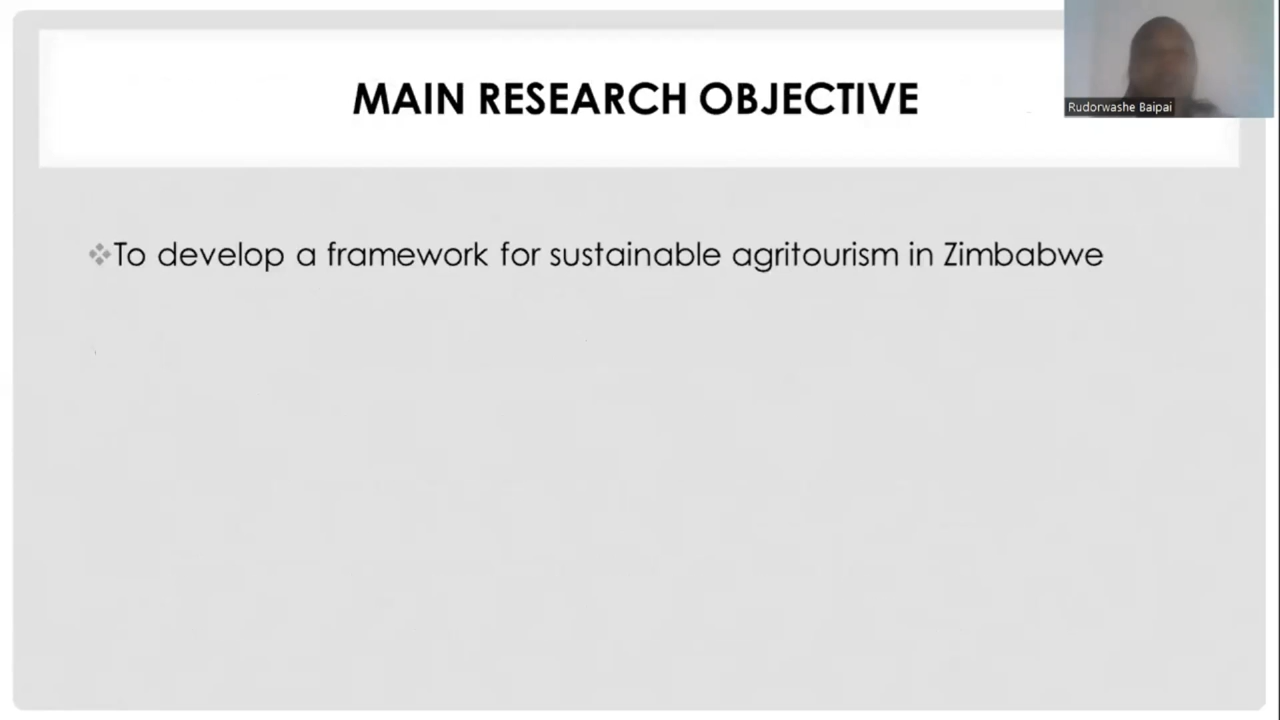 MAIN RESEARCH OBJECTIVE
Rudorwashe Baipai
To develop a framework for sustainable agritourism in Zimbabwe